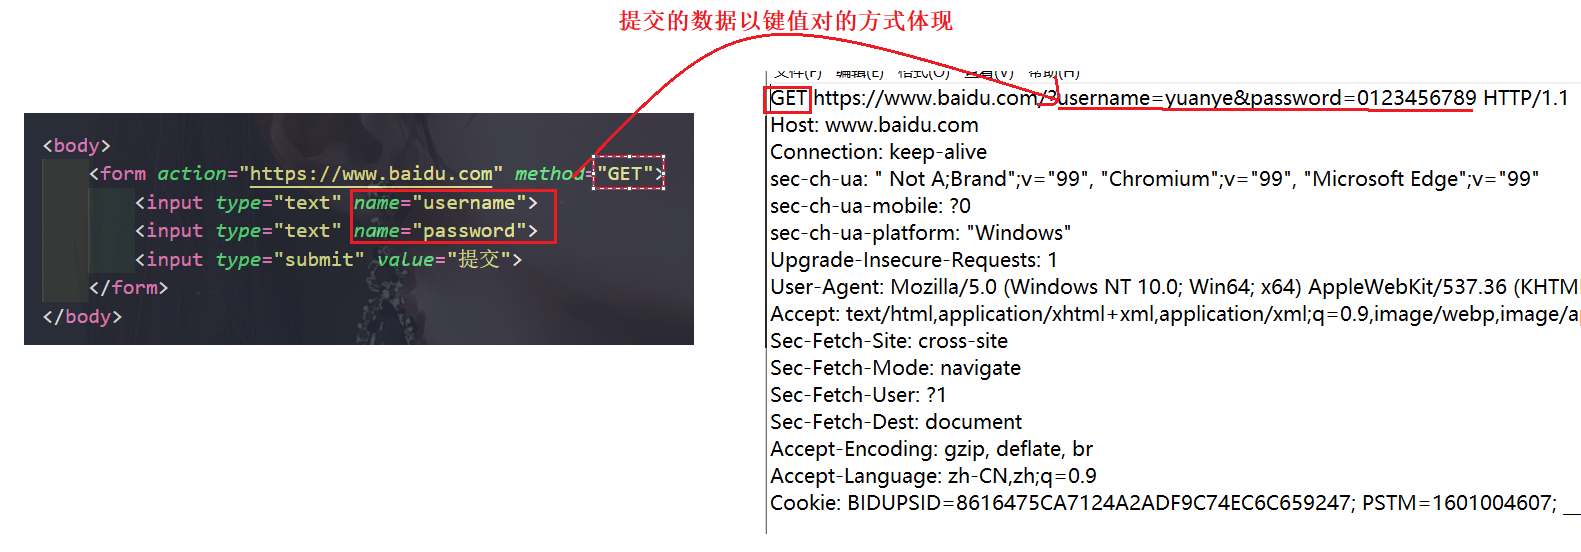 提交的数据以键值对的方式体现
<body>
<form action="https://www.baidu.com" method="GET">
<input type="text" name="username">
<input type="text" name="password">
<input type="submit" value="提交">
</form>
</body>
文件(F) 编辑(E) 格式(O) 查看(V) 帮助(H)
GET https://www.baidu.com/?username=yuanye&password=0123456789 HTTP/1.1
Host: www.baidu.com
Connection: keep-alive
sec-ch-ua: " Not A;Brand";v="99", "Chromium";v="99", "Microsoft Edge";v="99"
sec-ch-ua-mobile: ?0
sec-ch-ua-platform: "Windows"
Upgrade-Insecure-Requests: 1
User-Agent: Mozilla/5.0 (Windows NT 10.0; Win64; x64) AppleWebKit/537.36 (KHTM
Accept: text/html,application/xhtml+xml,application/xml;q=0.9,image/webp,image/a
Sec-Fetch-Site: cross-site
Sec-Fetch-Mode: navigate
Sec-Fetch-User: ?1
Sec-Fetch-Dest: document
Accept-Encoding: gzip, deflate, br
Accept-Language: zh-CN,zh;q=0.9
Cookie: BIDUPSID=8616475CA7124A2ADF9C74EC6C659247; PSTM=1601004607; __